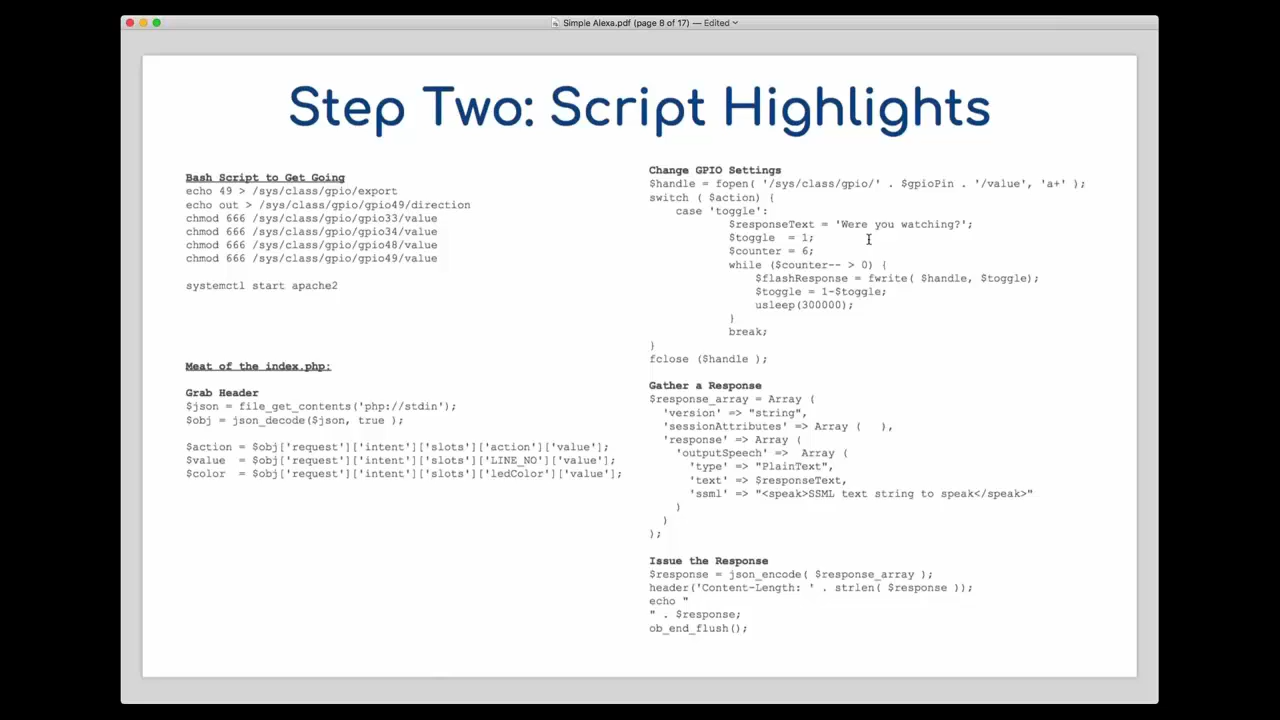 Simple Alexa.pdf (page 8 of 17) — Edited
Step Two: Script Highlights
Bash Script to Get Going
echo 49 > /sys/class/gpio/export
echo out > /sys/class/gpio/gpio49/direction
chmod 666 /sys/class/gpio/gpio33/value
chmod 666 /sys/class/gpio/gpio34/value
chmod 666 /sys/class/gpio/gpio48/value
chmod 666 /sys/class/gpio/gpio49/value
systemctl start apache2
Meat of the index.php:
Grab Header
$json = file_get_contents('php://stdin');
$obj = json_decode($json, true );
$action = $obj['request']['intent']['slots']['action']['value'];
$value  = $obj['request']['intent']['slots']['LINE_NO']['value'];
$color  = $obj['request']['intent']['slots']['ledColor']['value'];
Change GPIO Settings
$handle = fopen( '/sys/class/gpio/' . $gpioPin . '/value', 'a+' );
switch ( $action) {
case 'toggle':
$responseText = 'Were you watching?';
$toggle  = 1;
$counter = 6;
while ($counter-- > 0) {
$flashResponse = fwrite( $handle, $toggle);
$toggle = 1-$toggle;
usleep(300000);
}
break;
}
fclose ($handle );
Gather a Response
$response_array = Array (
'version' => "string",
'sessionAttributes' => Array (   ),
'response' => Array (
'outputSpeech' =>  Array (
'type' => "PlainText",
'text' => $responseText,
'ssml' => "<speak>SSML text string to speak</speak>"
)
)
);
Issue the Response
$response = json_encode( $response_array );
header('Content-Length: ' . strlen( $response ));
echo "
" . $response;
ob_end_flush();